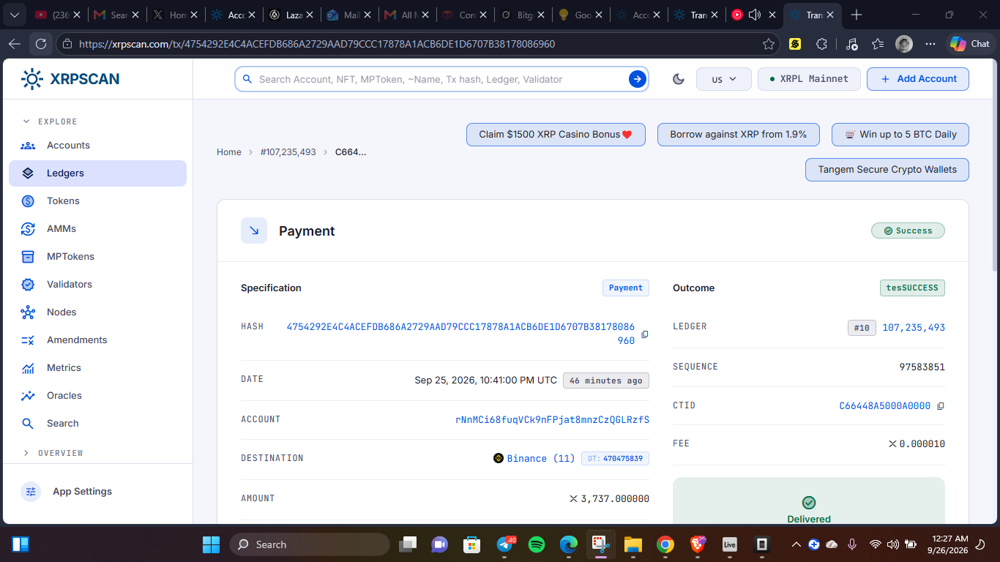 (236
Sear
Hom
Acco
Laza
Mail
All M
Con
Bitg
Goo
Acco
Tran
Tran
https://xrpscan.com/tx/4754292E4C4ACEFDB686A2729AAD79CCC17878A1ACB6DE1D6707B38178086960
Chat
XRPSCAN
Search Account, NFT, MPToken, ~Name, Tx hash, Ledger, Validator
US
XRPL Mainnet
+ Add Account
EXPLORE
Accounts
Ledgers
Tokens
AMMs
MPTokens
Validators
Nodes
Amendments
Metrics
Oracles
Search
OVERVIEW
App Settings
Claim $1500 XRP Casino Bonus❤️
Borrow against XRP from 1.9%
🎰 Win up to 5 BTC Daily
Home > #107,235,493 > C664...
Tangem Secure Crypto Wallets
Payment
Success
Specification
Payment
HASH
4754292E4C4ACEFDB686A2729AAD79CCC17878A1ACB6DE1D6707B38178086
960
DATE
Sep 25, 2026, 10:41:00 PM UTC
46 minutes ago
ACCOUNT
rNnMCi68fuqVCk9nFPjat8mnzCzQGLRzfS
DESTINATION
Binance (11)
DT: 470475839
AMOUNT
3,737.000000
Outcome
tesSUCCESS
LEDGER
#10
107,235,493
SEQUENCE
97583851
CTID
C66448A5000A0000
FEE
0.000010
Delivered
Search
40
Live
12:27 AM
9/26/2026